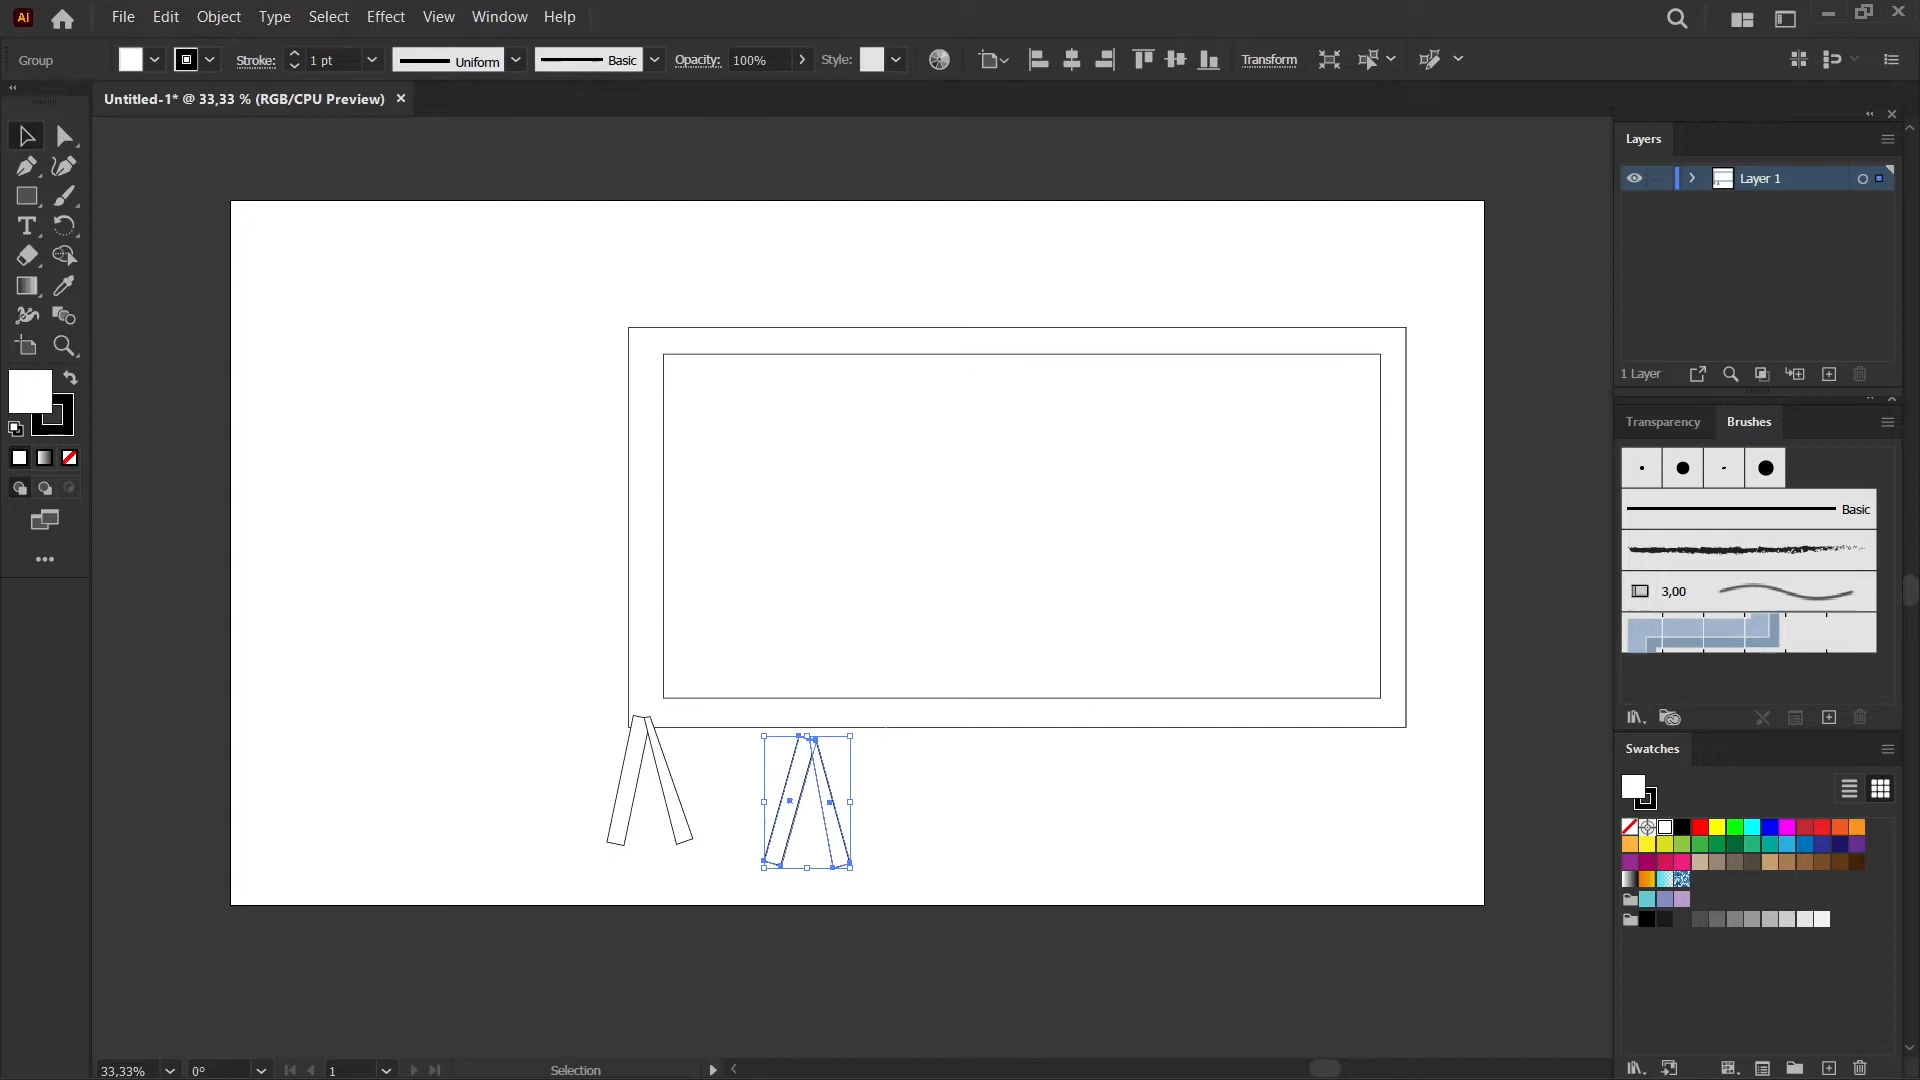 Ai File Edit Object Type Select Effect View Window Help
Group Stroke: 1 pt Uniform Basic Opacity: 100% Style: Transform
Untitled-1* @ 33,33 % (RGB/CPU Preview)
Layers
Layer 1
1 Layer
Transparency Brushes
Basic
3,00
Swatches
33,33% 0° 1 Selection